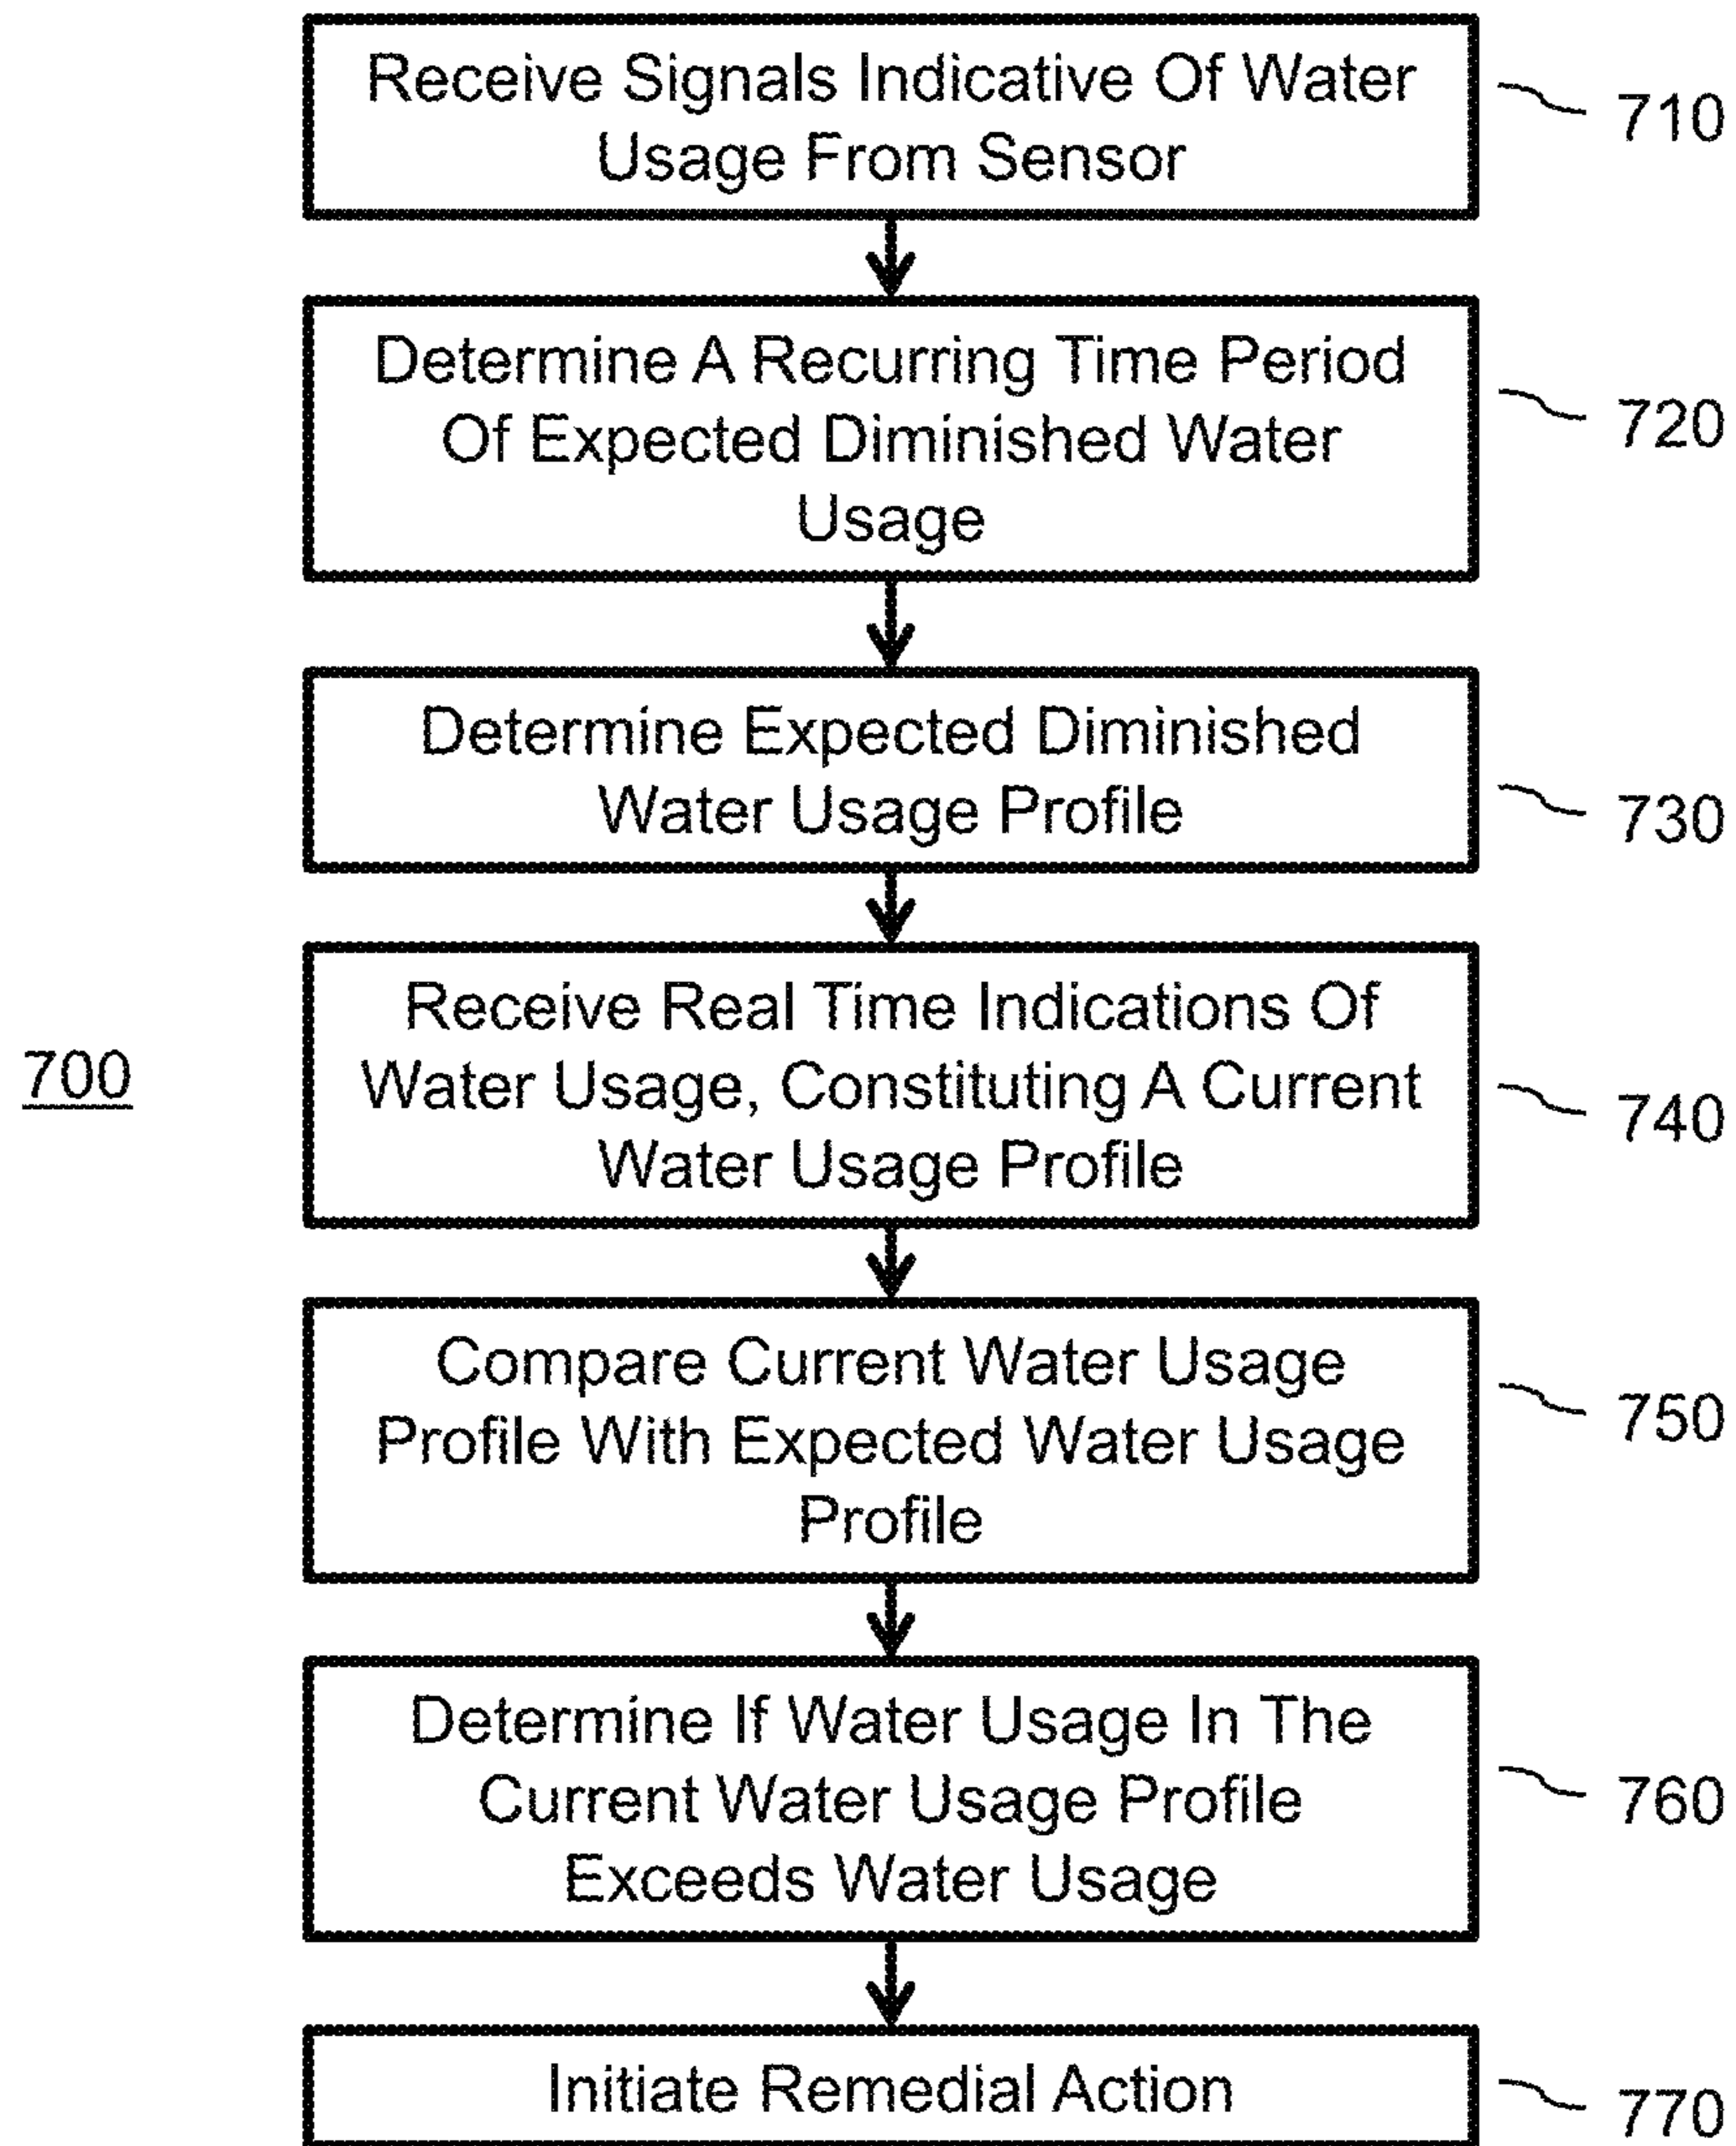 Receive Signals Indicative Of Water
Usage From Sensor
710
Determine A Recurring Time Period
Of Expected Diminished Water
Usage
720
Determine Expected Diminished
Water Usage Profile
730
700
Receive Real Time Indications Of
Water Usage, Constituting A Current
Water Usage Profile
740
Compare Current Water Usage
Profile With Expected Water Usage
Profile
750
Determine If Water Usage In The
Current Water Usage Profile
Exceeds Water Usage
760
Initiate Remedial Action
770